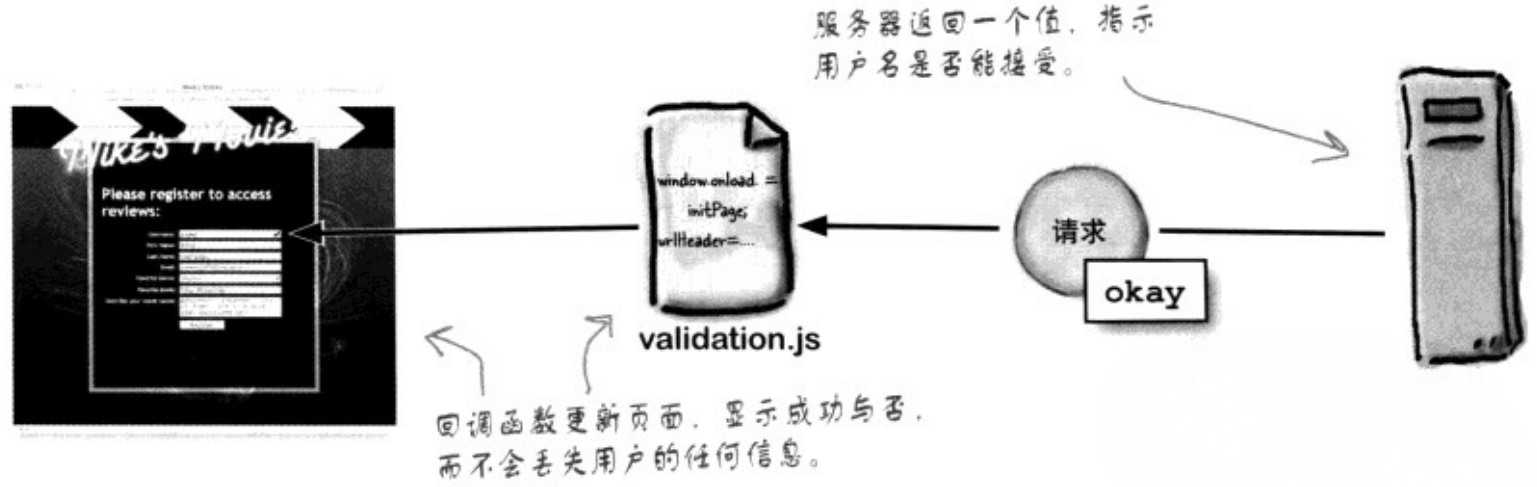 服务器返回一个值，指示
用户名是否能接受。
Mike's Movies
Please register to access
reviews:
window.onload =
initPage;
urlHeader=....
请求
okay
validation.js
回调函数更新页面，显示成功与否，
而不会丢失用户的任何信息。